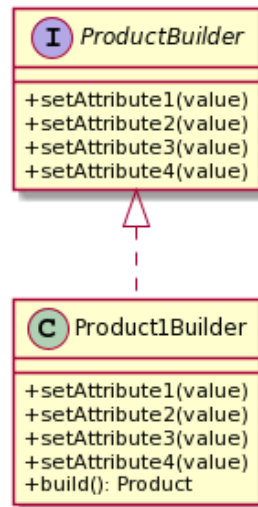 I ProductBuilder
+setAttribute1(value)
+setAttribute2(value)
+setAttribute3(value)
+setAttribute4(value)
C Product1Builder
+setAttribute1(value)
+setAttribute2(value)
+setAttribute3(value)
+setAttribute4(value)
+build(): Product